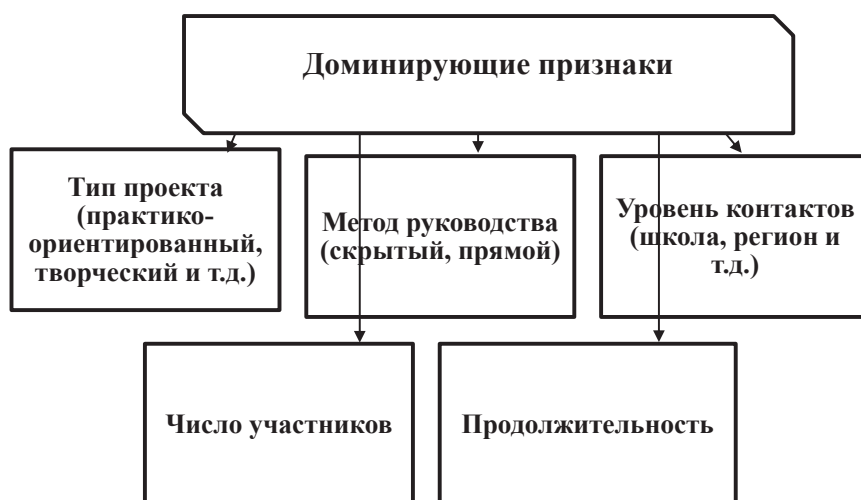 Доминирующие признаки
Тип проекта
(практико-
ориентированный,
творческий и т.д.)
Метод руководства
(скрытый, прямой)
Уровень контактов
(школа, регион и
т.д.)
Число участников
Продолжительность